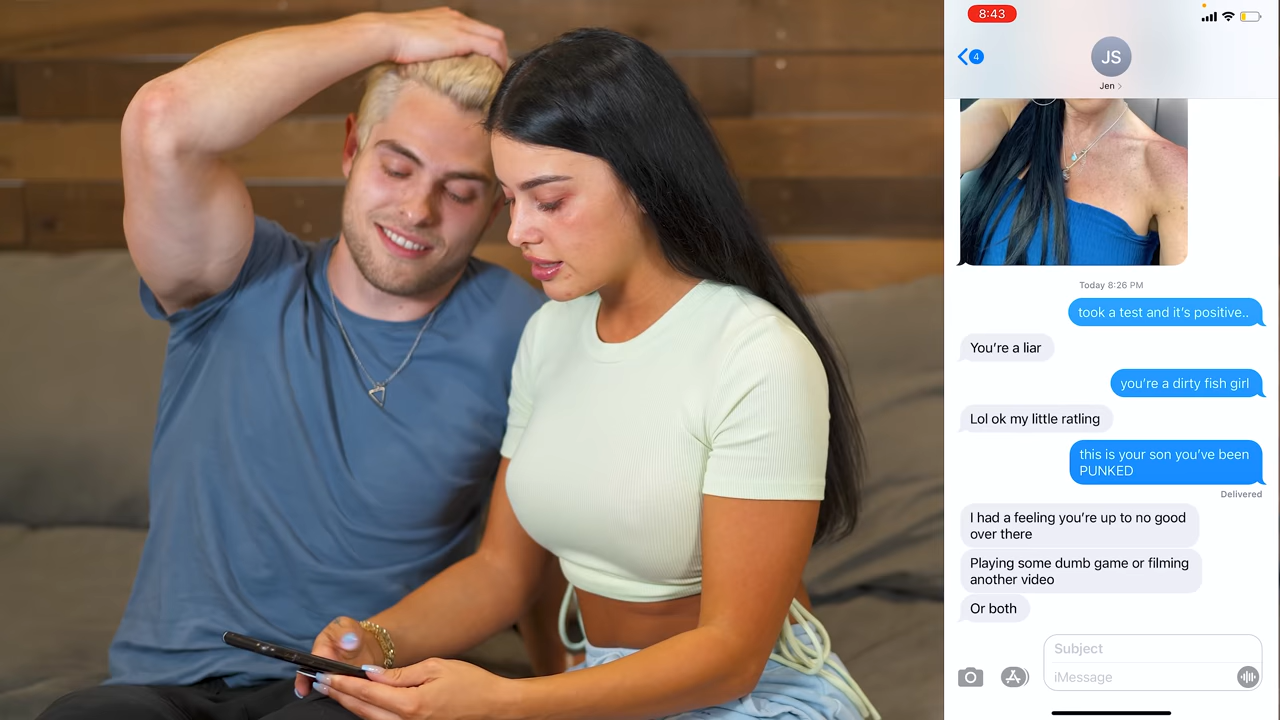 8:43
4
JS
Jen
Today 8:26 PM
took a test and it's positive..
You're a liar
you're a dirty fish girl
Lol ok my little ratling
this is your son you've been
PUNKED
Delivered
I had a feeling you're up to no good
over there
Playing some dumb game or filming
another video
Or both
Subject
iMessage